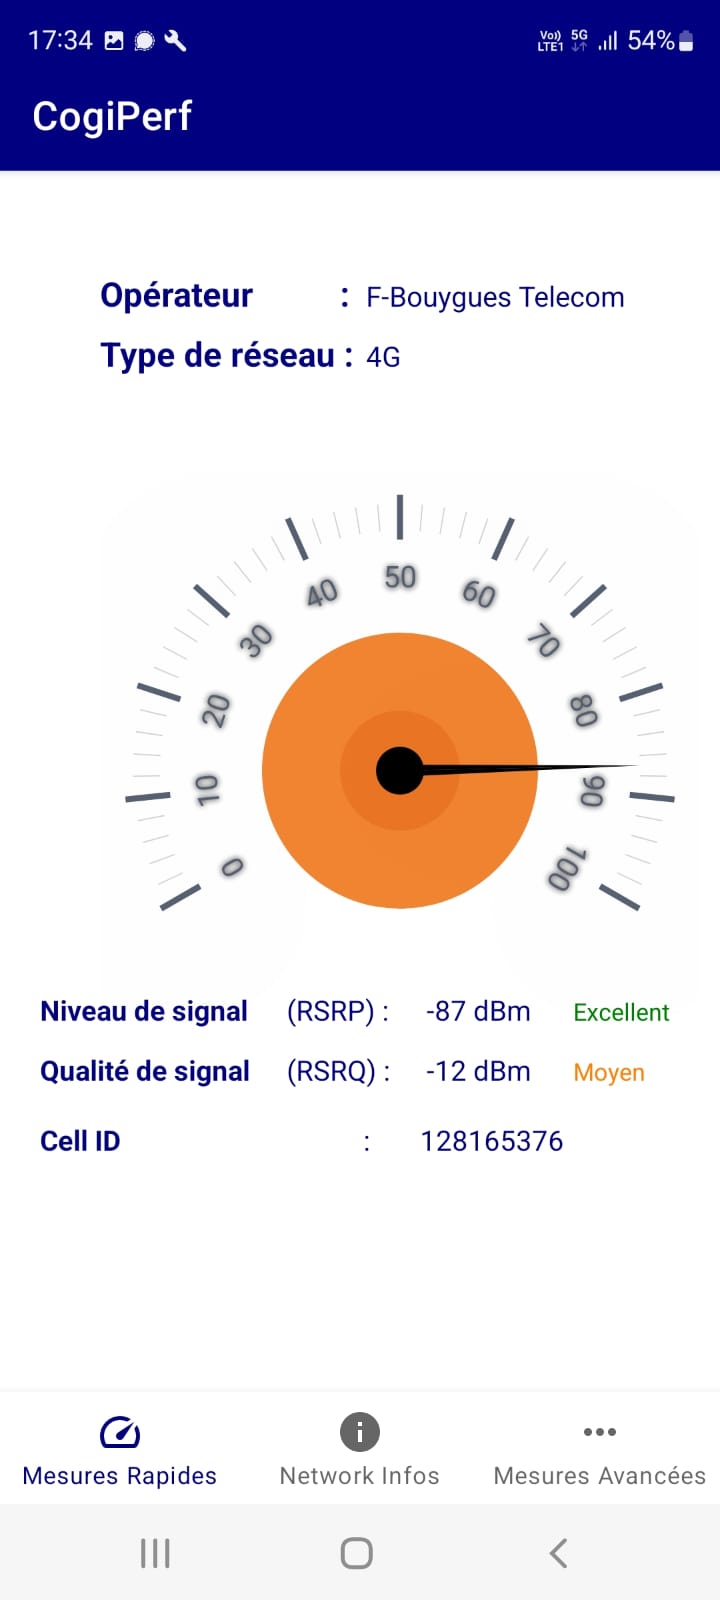 17:34 Vo)) LTE1 5G 54%
CogiPerf
Opérateur : F-Bouygues Telecom
Type de réseau : 4G
0 10 20 30 40 50 60 70 80 90 100
Niveau de signal (RSRP) : -87 dBm Excellent
Qualité de signal (RSRQ) : -12 dBm Moyen
Cell ID : 128165376
Mesures Rapides Network Infos Mesures Avancées